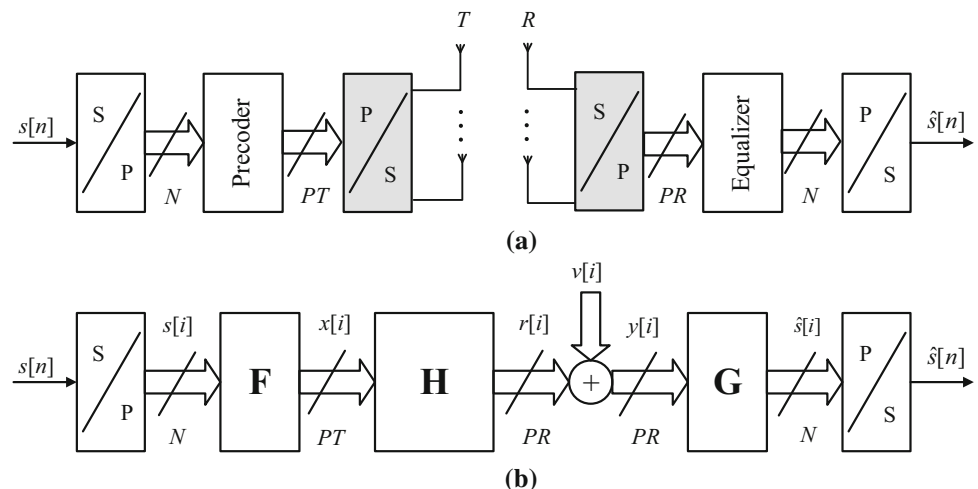 T R
s[n] S P Precoder P S S P Equalizer P S ŝ[n]
N PT PR N
(a)
v[i]
s[n] S P s[i] F x[i] H r[i] + y[i] G ŝ[i] P S ŝ[n]
N PT PR PR N
(b)